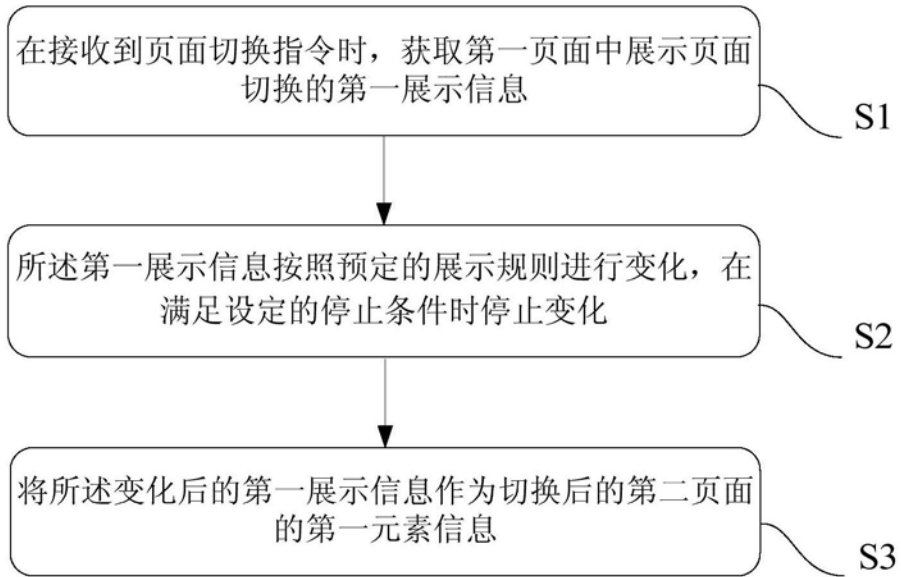 在接收到页面切换指令时，获取第一页面中展示页面
切换的第一展示信息
S1
所述第一展示信息按照预定的展示规则进行变化，在
满足设定的停止条件时停止变化
S2
将所述变化后的第一展示信息作为切换后的第二页面
的第一元素信息
S3